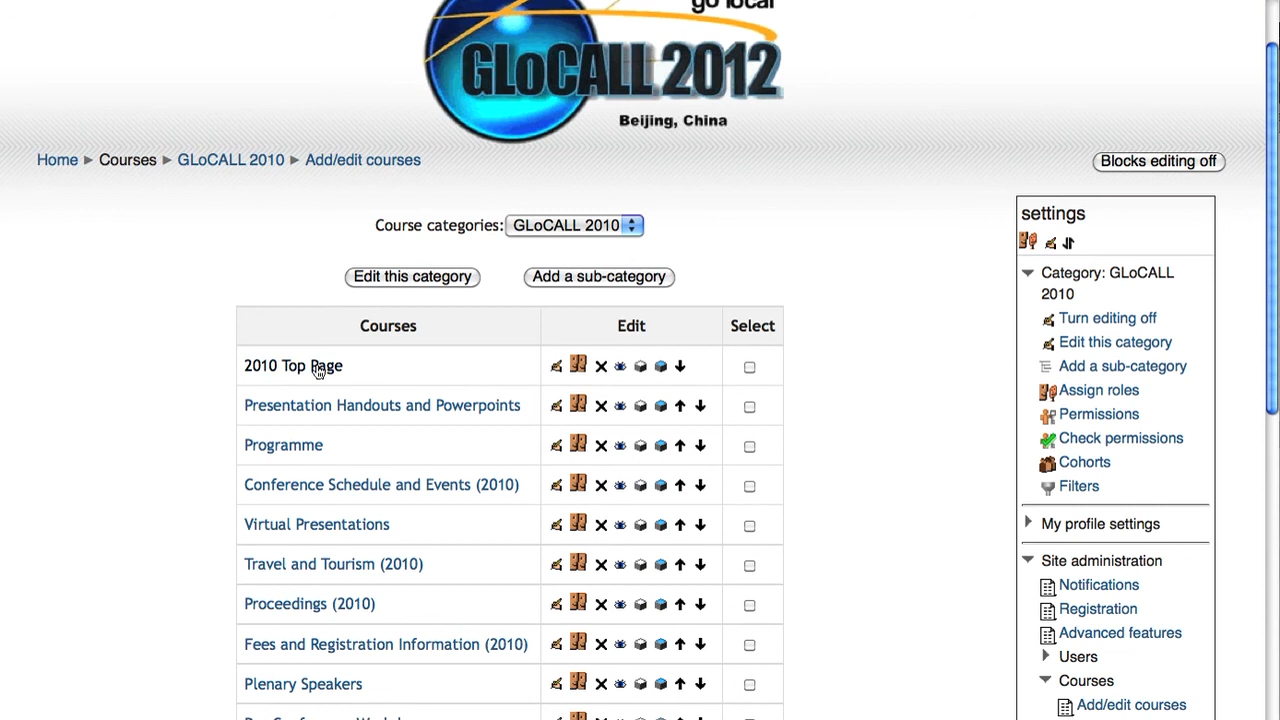 go local
GLoCALL 2012
Beijing, China
Home ► Courses ► GLoCALL 2010 ► Add/edit courses
Blocks editing off
Course categories: GLoCALL 2010
Edit this category
Add a sub-category
Courses Edit Select
2010 Top Page
Presentation Handouts and Powerpoints
Programme
Conference Schedule and Events (2010)
Virtual Presentations
Travel and Tourism (2010)
Proceedings (2010)
Fees and Registration Information (2010)
Plenary Speakers
settings
Category: GLoCALL
2010
Turn editing off
Edit this category
Add a sub-category
Assign roles
Permissions
Check permissions
Cohorts
Filters
My profile settings
Site administration
Notifications
Registration
Advanced features
Users
Courses
Add/edit courses